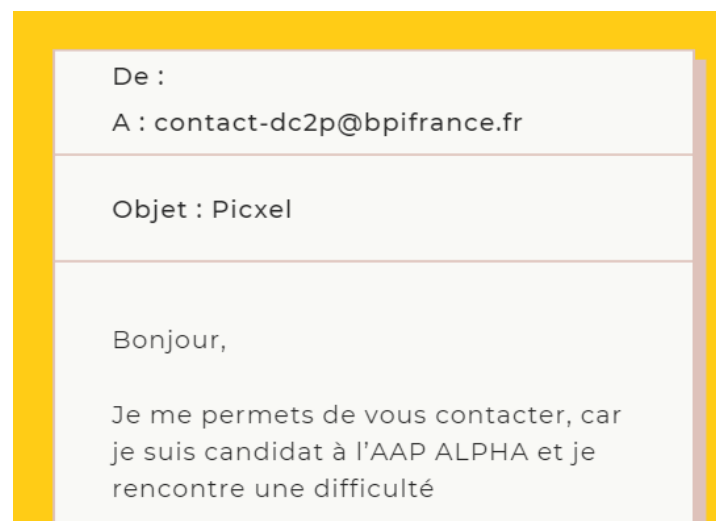 De :
A : contact-dc2p@bpifrance.fr
Objet : Picxel
Bonjour,
Je me permets de vous contacter, car
je suis candidat à l’AAP ALPHA et je
rencontre une difficulté